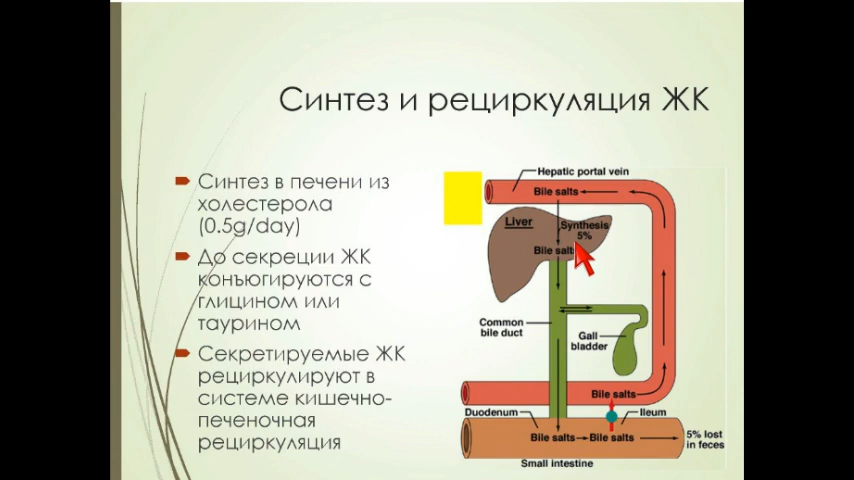 Синтез и рециркуляция ЖК
Синтез в печени из
холестерола
(0.5g/day)
До секреции ЖК
конъюгируются с
глицином или
таурином
Секретируемые ЖК
рециркулируют в
системе кишечно-
печеночная
рециркуляция
Hepatic portal vein
Bile salts
Liver
Synthesis
5%
Bile salt
Common
bile duct
Gall
bladder
Bile salts
Duodenum
Ileum
Bile salts
Bile salts
5% lost
in feces
Small intestine